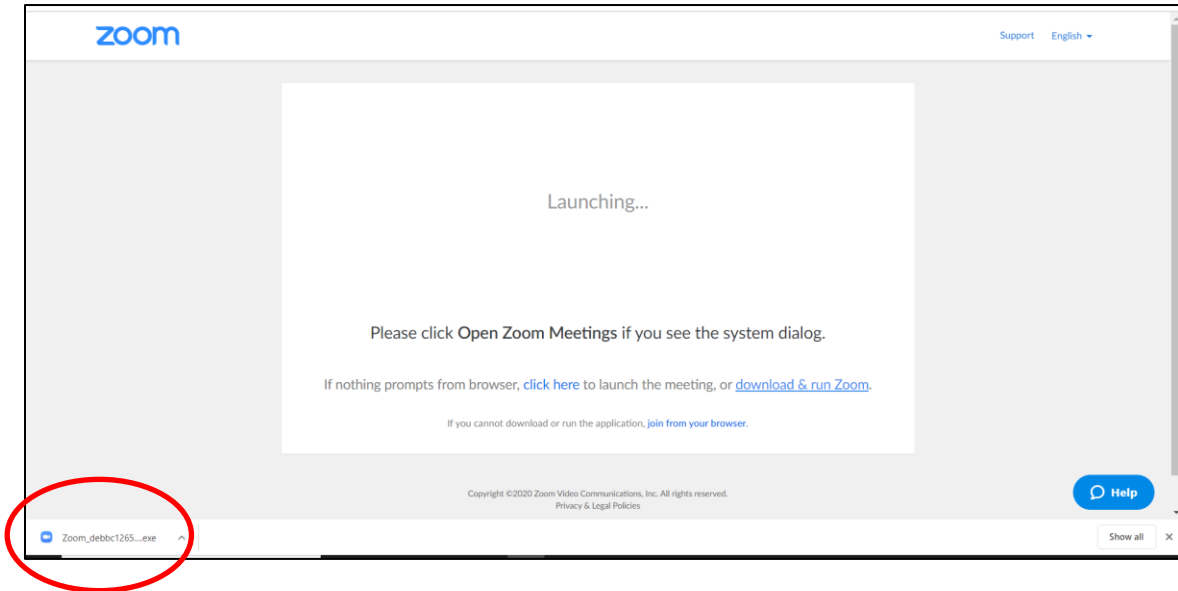 zoom
Support English
Launching...
Please click Open Zoom Meetings if you see the system dialog.
If nothing prompts from browser, click here to launch the meeting, or download & run Zoom.
If you cannot download or run the application, join from your browser.
Copyright ©2020 Zoom Video Communications, Inc. All rights reserved.
Privacy & Legal Policies
Help
Zoom_debbc1265....exe
Show all